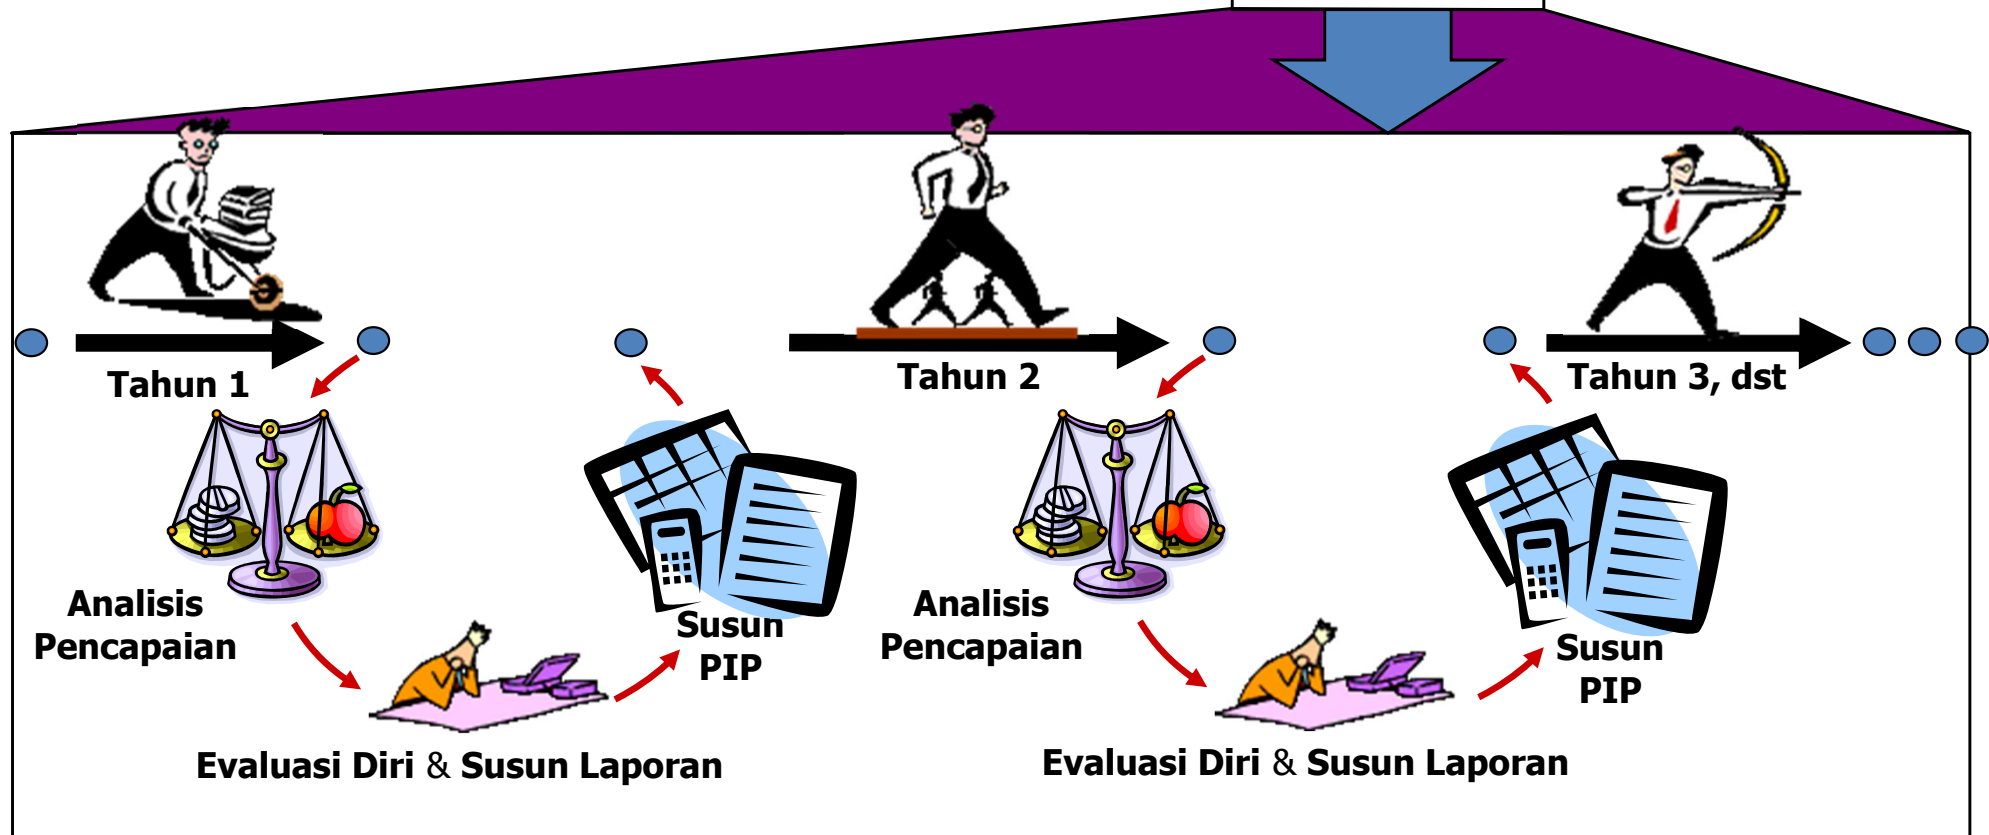 Tahun 1
Tahun 2
Tahun 3, dst
Analisis
Pencapaian
Susun
PIP
Evaluasi Diri & Susun Laporan
Analisis
Pencapaian
Susun
PIP
Evaluasi Diri & Susun Laporan